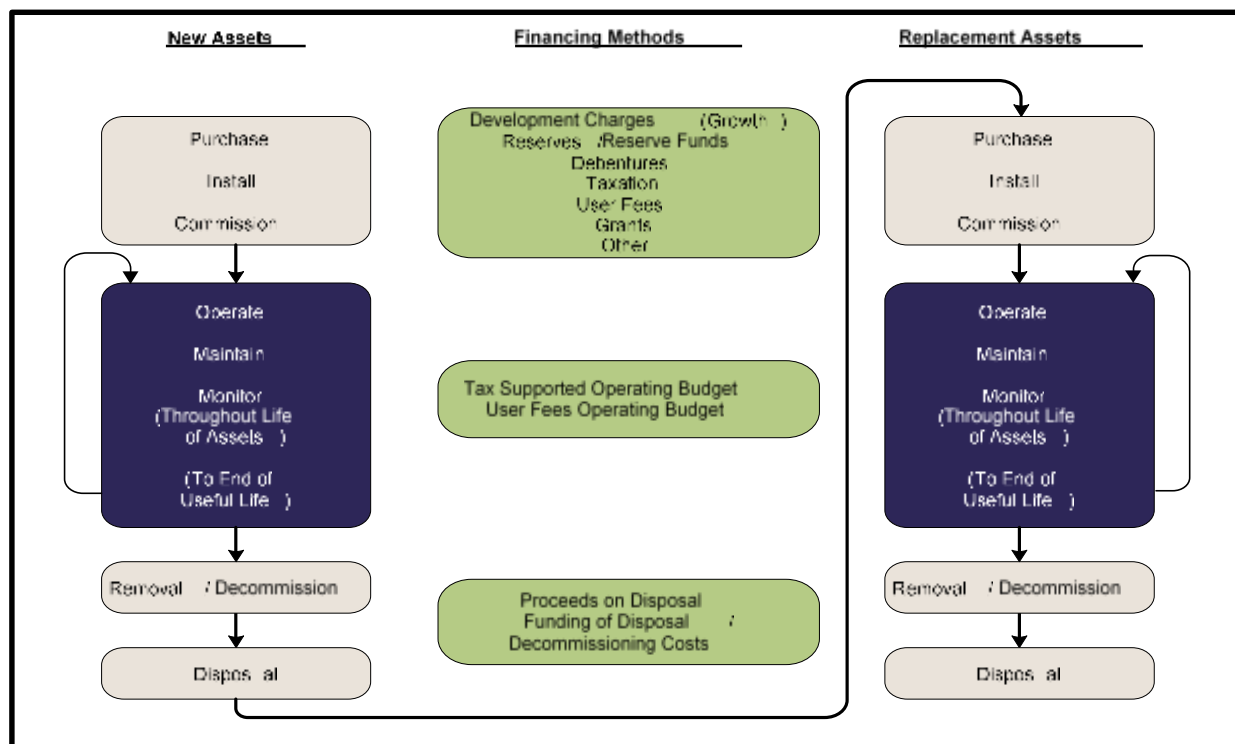 New Assets
Purchase
Install
Commission
Operate
Maintain
Monitor
(Throughout Life
of Assets )
(To End of
Useful Life )
Removal / Decommission
Disposal
Financing Methods
Development Charges (Growth )
Reserves /Reserve Funds
Debentures
Taxation
User Fees
Grants
Other
Tax Supported Operating Budget
User Fees Operating Budget
Proceeds on Disposal
Funding of Disposal /
Decommissioning Costs
Replacement Assets
Purchase
Install
Commission
Operate
Maintain
Monitor
(Throughout Life
of Assets )
(To End of
Useful Life )
Removal / Decommission
Disposal